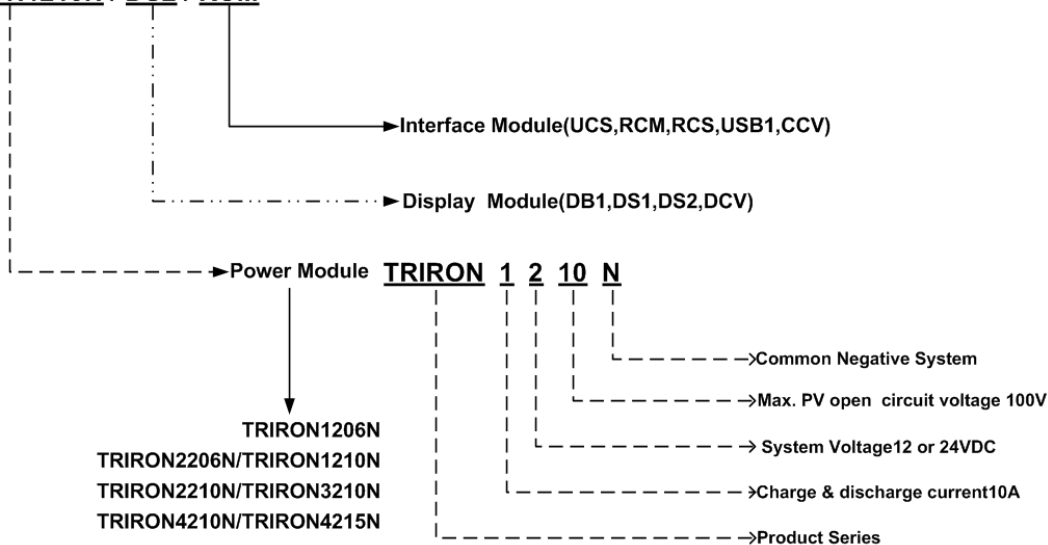 Interface Module(UCS,RCM,RCS,USB1,CCV)
Display Module(DB1,DS1,DS2,DCV)
Power Module TRIRON 1 2 10 N
Common Negative System
Max. PV open circuit voltage 100V
System Voltage12 or 24VDC
Charge & discharge current10A
Product Series
TRIRON1206N
TRIRON2206N/TRIRON1210N
TRIRON2210N/TRIRON3210N
TRIRON4210N/TRIRON4215N